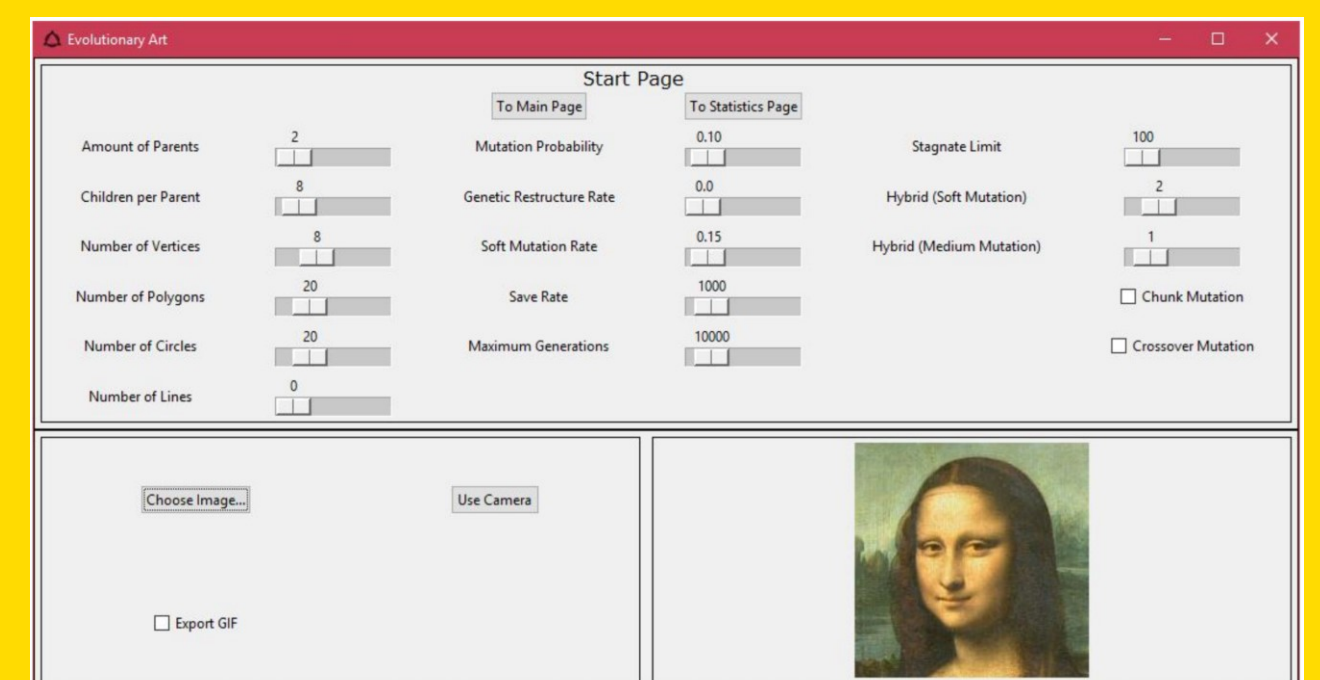 Evolutionary Art
Start Page
To Main Page To Statistics Page
2 0.10 100
Amount of Parents Mutation Probability Stagnate Limit
8 0.0 2
Children per Parent Genetic Restructure Rate Hybrid (Soft Mutation)
8 0.15 1
Number of Vertices Soft Mutation Rate Hybrid (Medium Mutation)
20 1000
Number of Polygons Save Rate Chunk Mutation
20 10000
Number of Circles Maximum Generations Crossover Mutation
0
Number of Lines
Choose Image... Use Camera
Export GIF